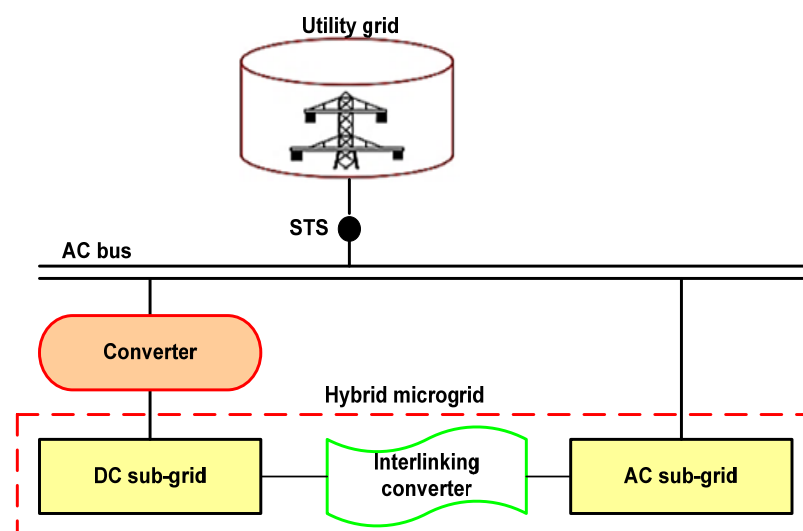 Utility grid
STS
AC bus
Converter
Hybrid microgrid
DC sub-grid
Interlinking
converter
AC sub-grid